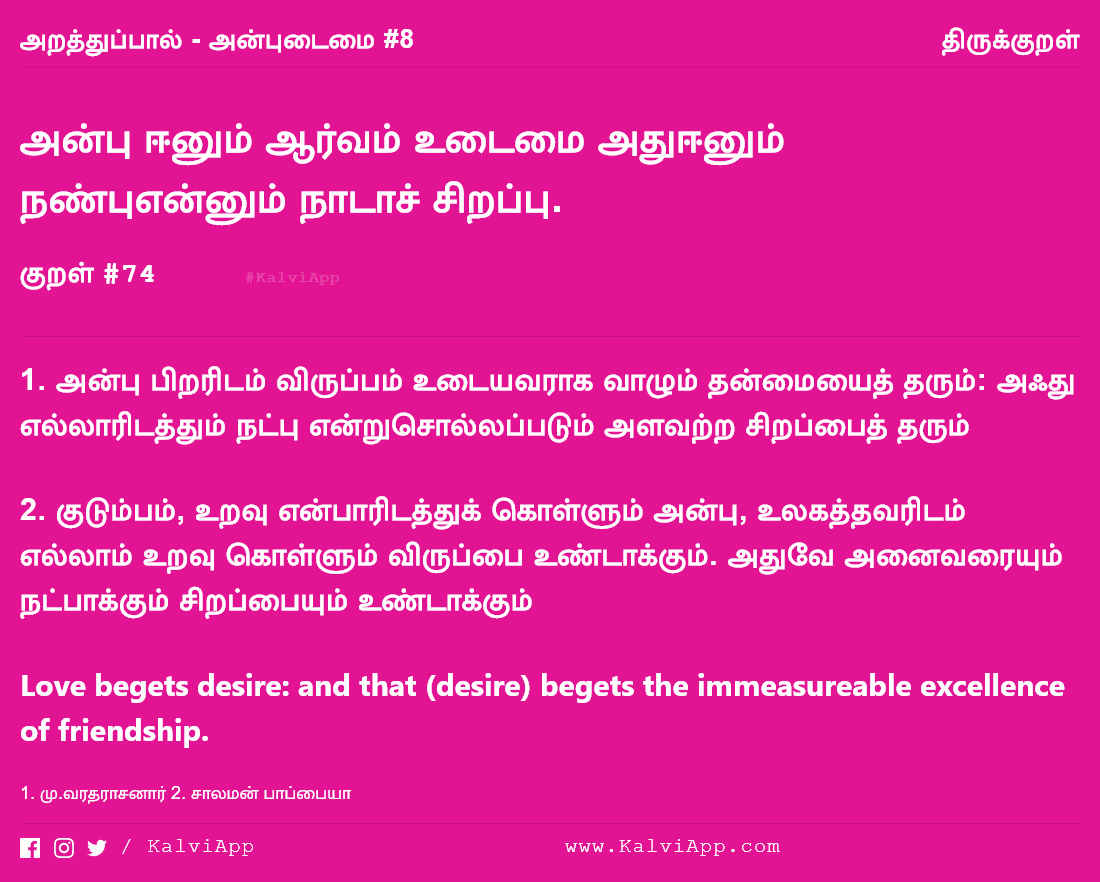 அறத்துப்பால் - அன்புடைமை #8
திருக்குறள்
அன்பு ஈனும் ஆர்வம் உடைமை அதுஈனும்
நண்புஎன்னும் நாடாச் சிறப்பு.
குறள் #74
#KalviApp
1. அன்பு பிறரிடம் விருப்பம் உடையவராக வாழும் தன்மையைத் தரும்: அஃது
எல்லாரிடத்தும் நட்பு என்றுசொல்லப்படும் அளவற்ற சிறப்பைத் தரும்
2. குடும்பம், உறவு என்பாரிடத்துக் கொள்ளும் அன்பு, உலகத்தவரிடம்
எல்லாம் உறவு கொள்ளும் விருப்பை உண்டாக்கும். அதுவே அனைவரையும்
நட்பாக்கும் சிறப்பையும் உண்டாக்கும்
Love begets desire: and that (desire) begets the immeasureable excellence
of friendship.
1. மு.வரதராசனார் 2. சாலமன் பாப்பையா
/ KalviApp
www.KalviApp.com